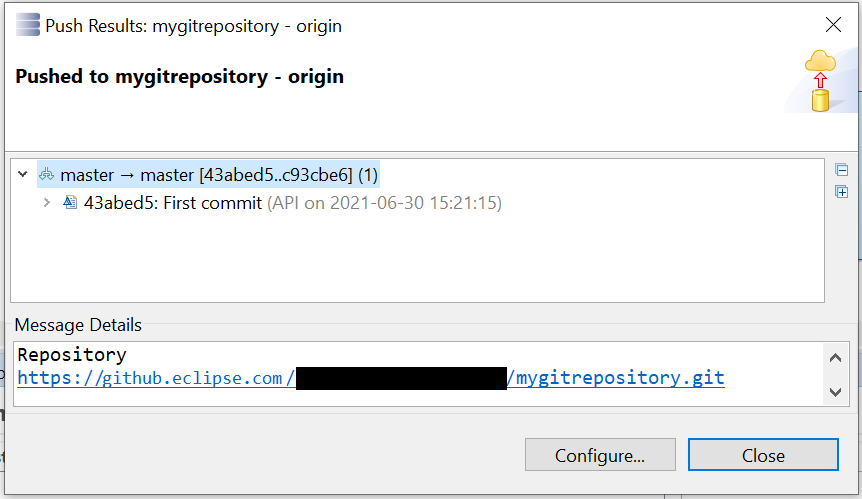 Push Results: mygitrepository - origin
Pushed to mygitrepository - origin
master → master [43abed5..c93cbe6] (1)
43abed5: First commit (API on 2021-06-30 15:21:15)
Message Details
Repository
https://github.eclipse.com/ /mygitrepository.git
Configure...
Close